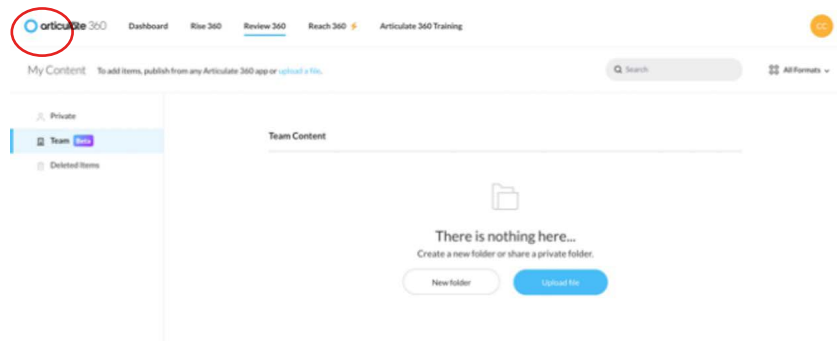 articulate 360 Dashboard Rise 360 Review 360 Reach 360 Articulate 360 Training CC
My Content To add items, publish from any Articulate 360 app or upload a file. Search All Formats
Private
Team Beta
Deleted Items
Team Content
There is nothing here...
Create a new folder or share a private folder.
New folder Upload file